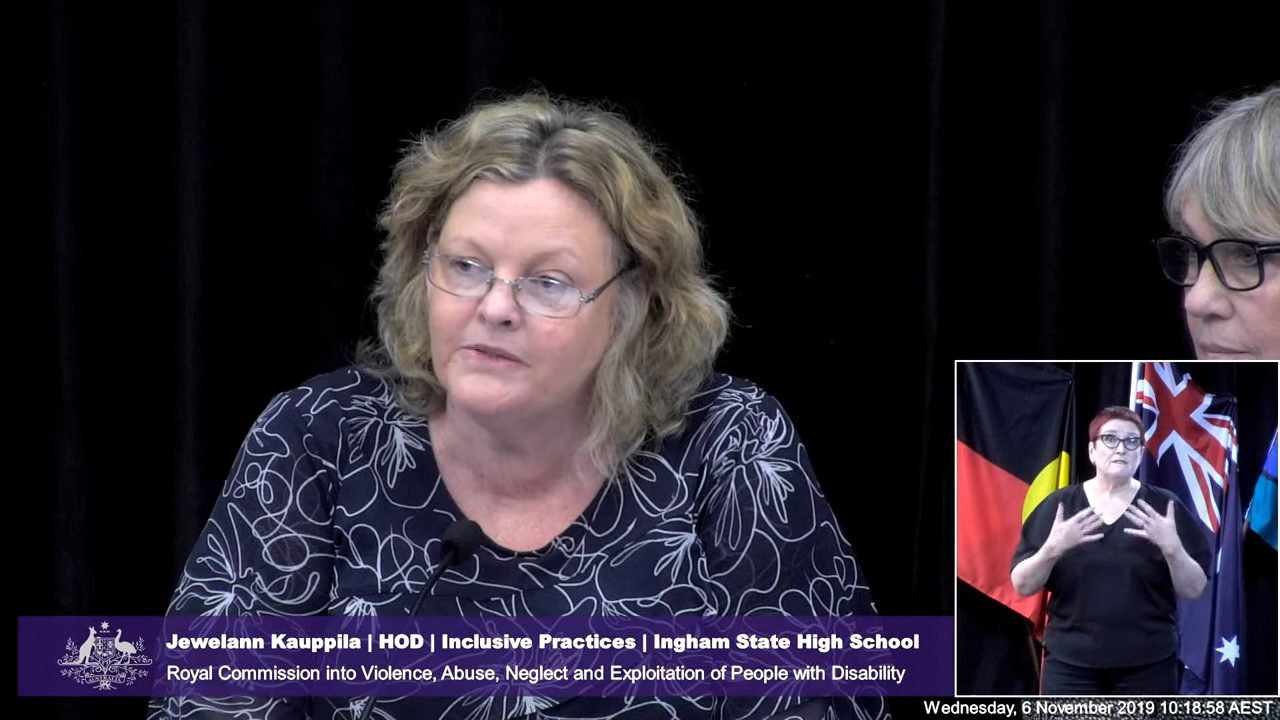 Jewelann Kauppila | HOD | Inclusive Practices | Ingham State High School
Royal Commission into Violence, Abuse, Neglect and Exploitation of People with Disability
Wednesday, 6 November 2019 10:18:58 AEST